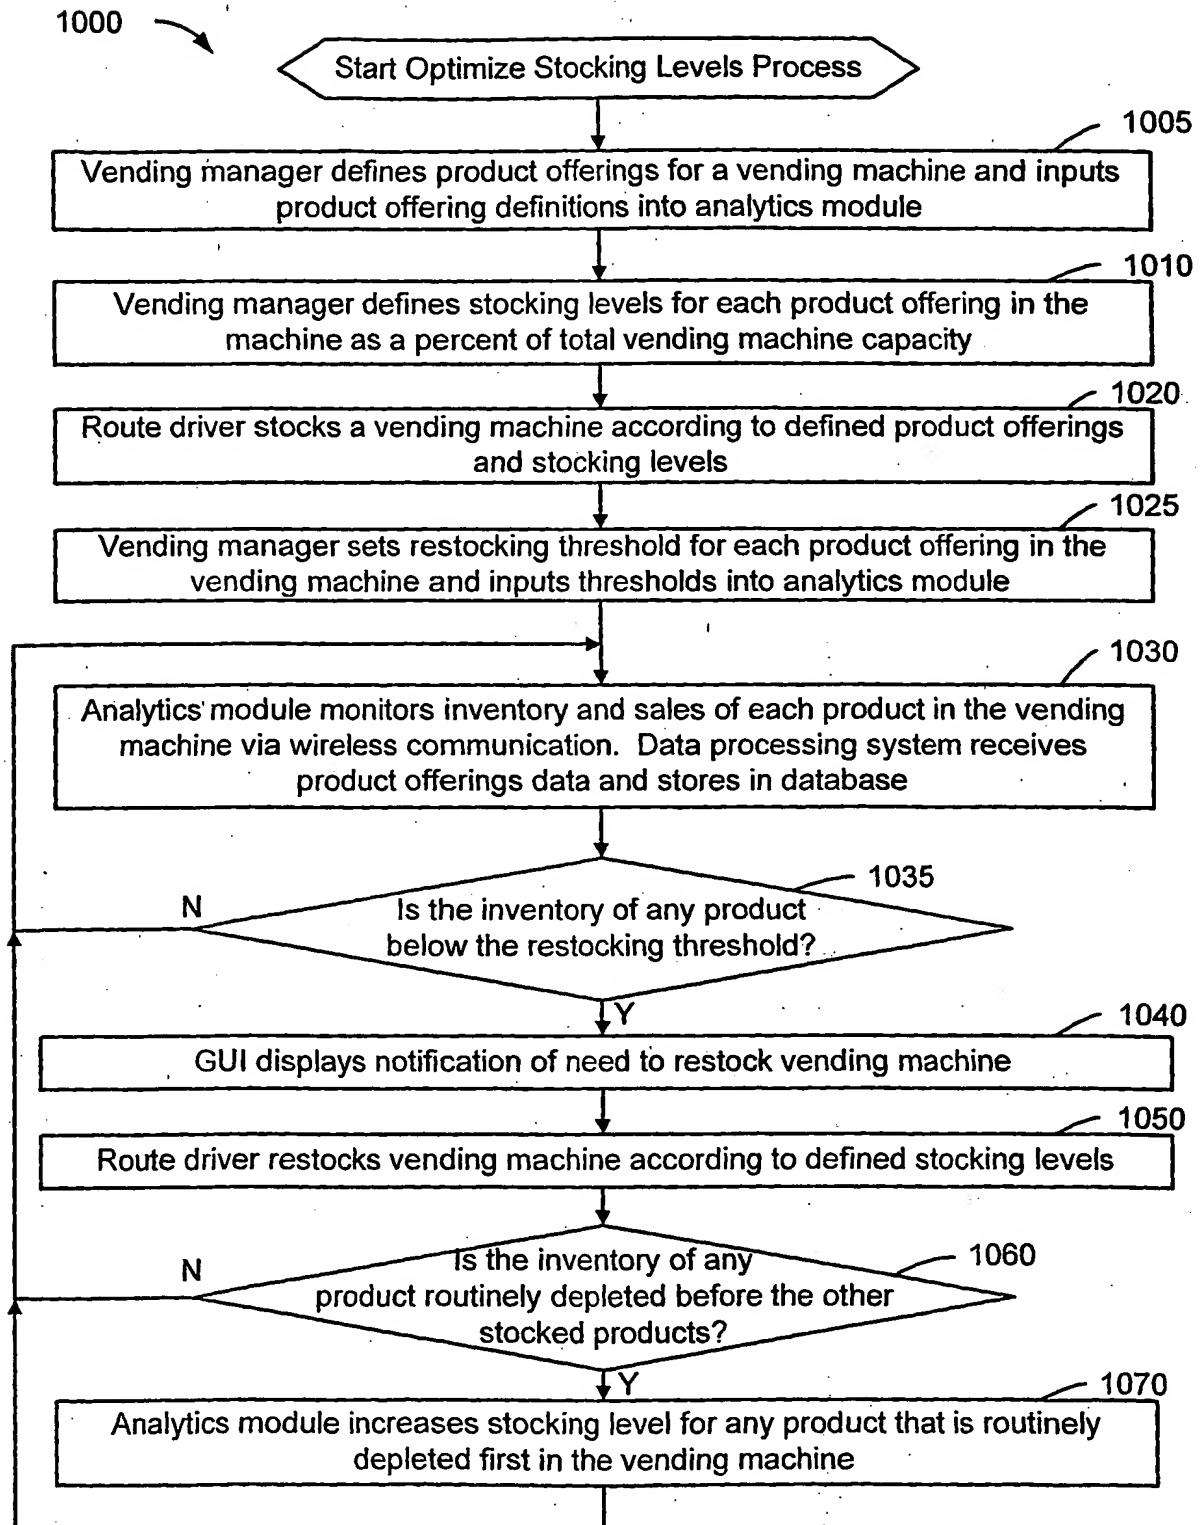 1000
Start Optimize Stocking Levels Process
1005
Vending manager defines product offerings for a vending machine and inputs
product offering definitions into analytics module
1010
Vending manager defines stocking levels for each product offering in the
machine as a percent of total vending machine capacity
1020
Route driver stocks a vending machine according to defined product offerings
and stocking levels
1025
Vending manager sets restocking threshold for each product offering in the
vending machine and inputs thresholds into analytics module
1030
Analytics module monitors inventory and sales of each product in the vending
machine via wireless communication. Data processing system receives
product offerings data and stores in database
1035
N
Is the inventory of any product
below the restocking threshold?
Y
1040
GUI displays notification of need to restock vending machine
1050
Route driver restocks vending machine according to defined stocking levels
1060
N
Is the inventory of any
product routinely depleted before the other
stocked products?
Y
1070
Analytics module increases stocking level for any product that is routinely
depleted first in the vending machine